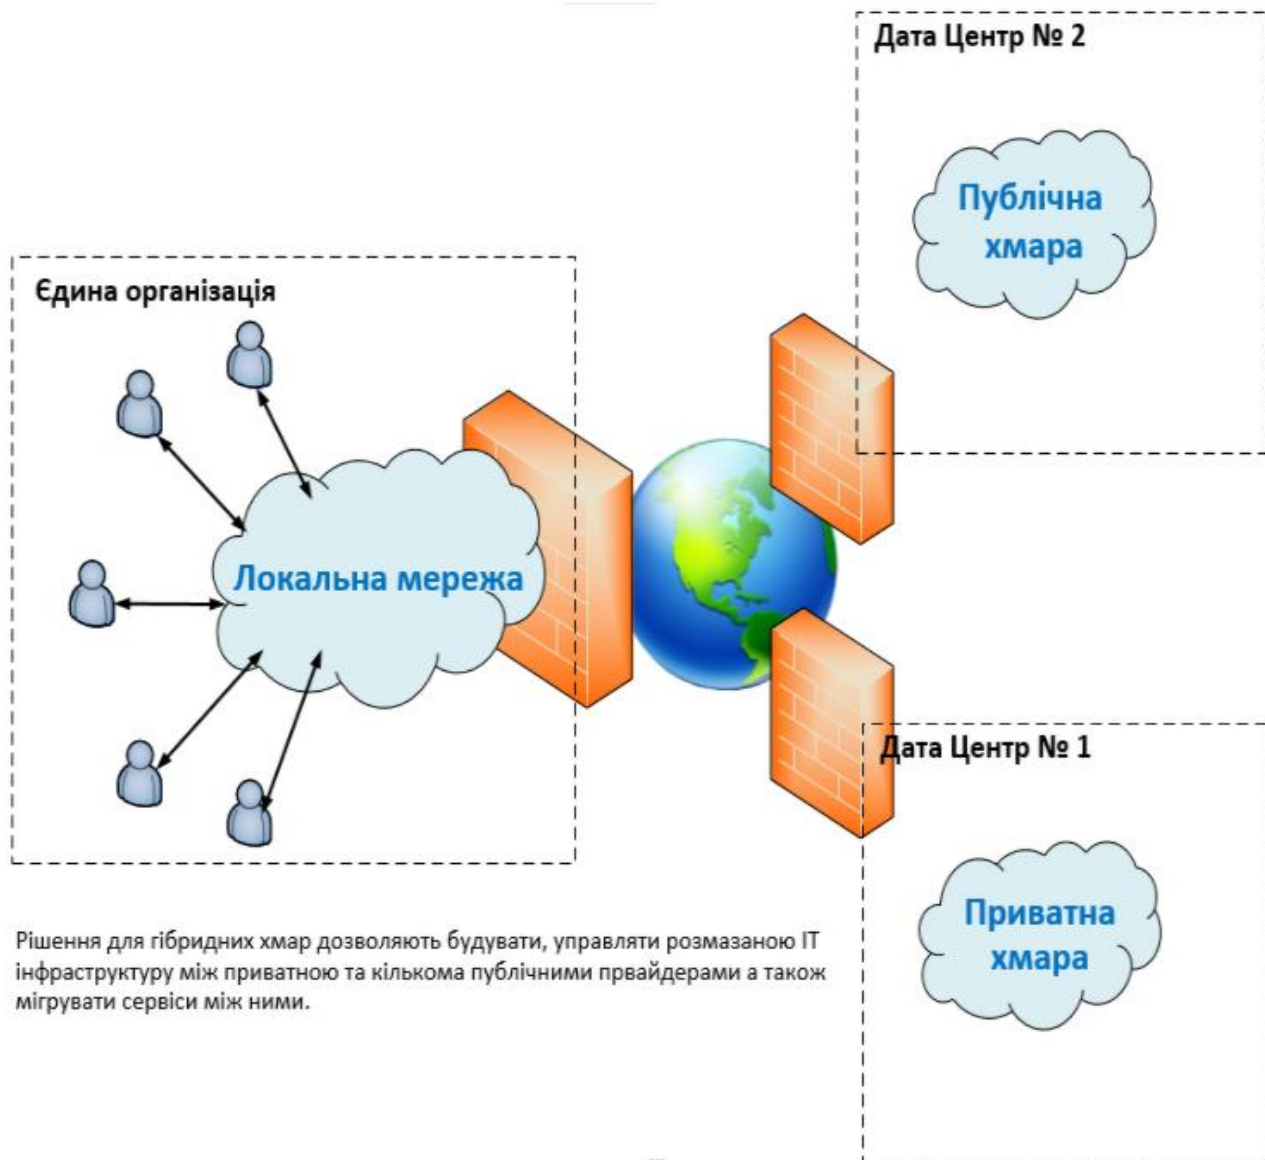 Дата Центр № 2
Публічна
хмара
Єдина організація
Локальна мережа
Дата Центр № 1
Приватна
хмара
Рішення для гібридних хмар дозволяють будувати, управляти розмазаною ІТ
інфраструктуру між приватною та кількома публічними првайдерами а також
мігрувати сервіси між ними.